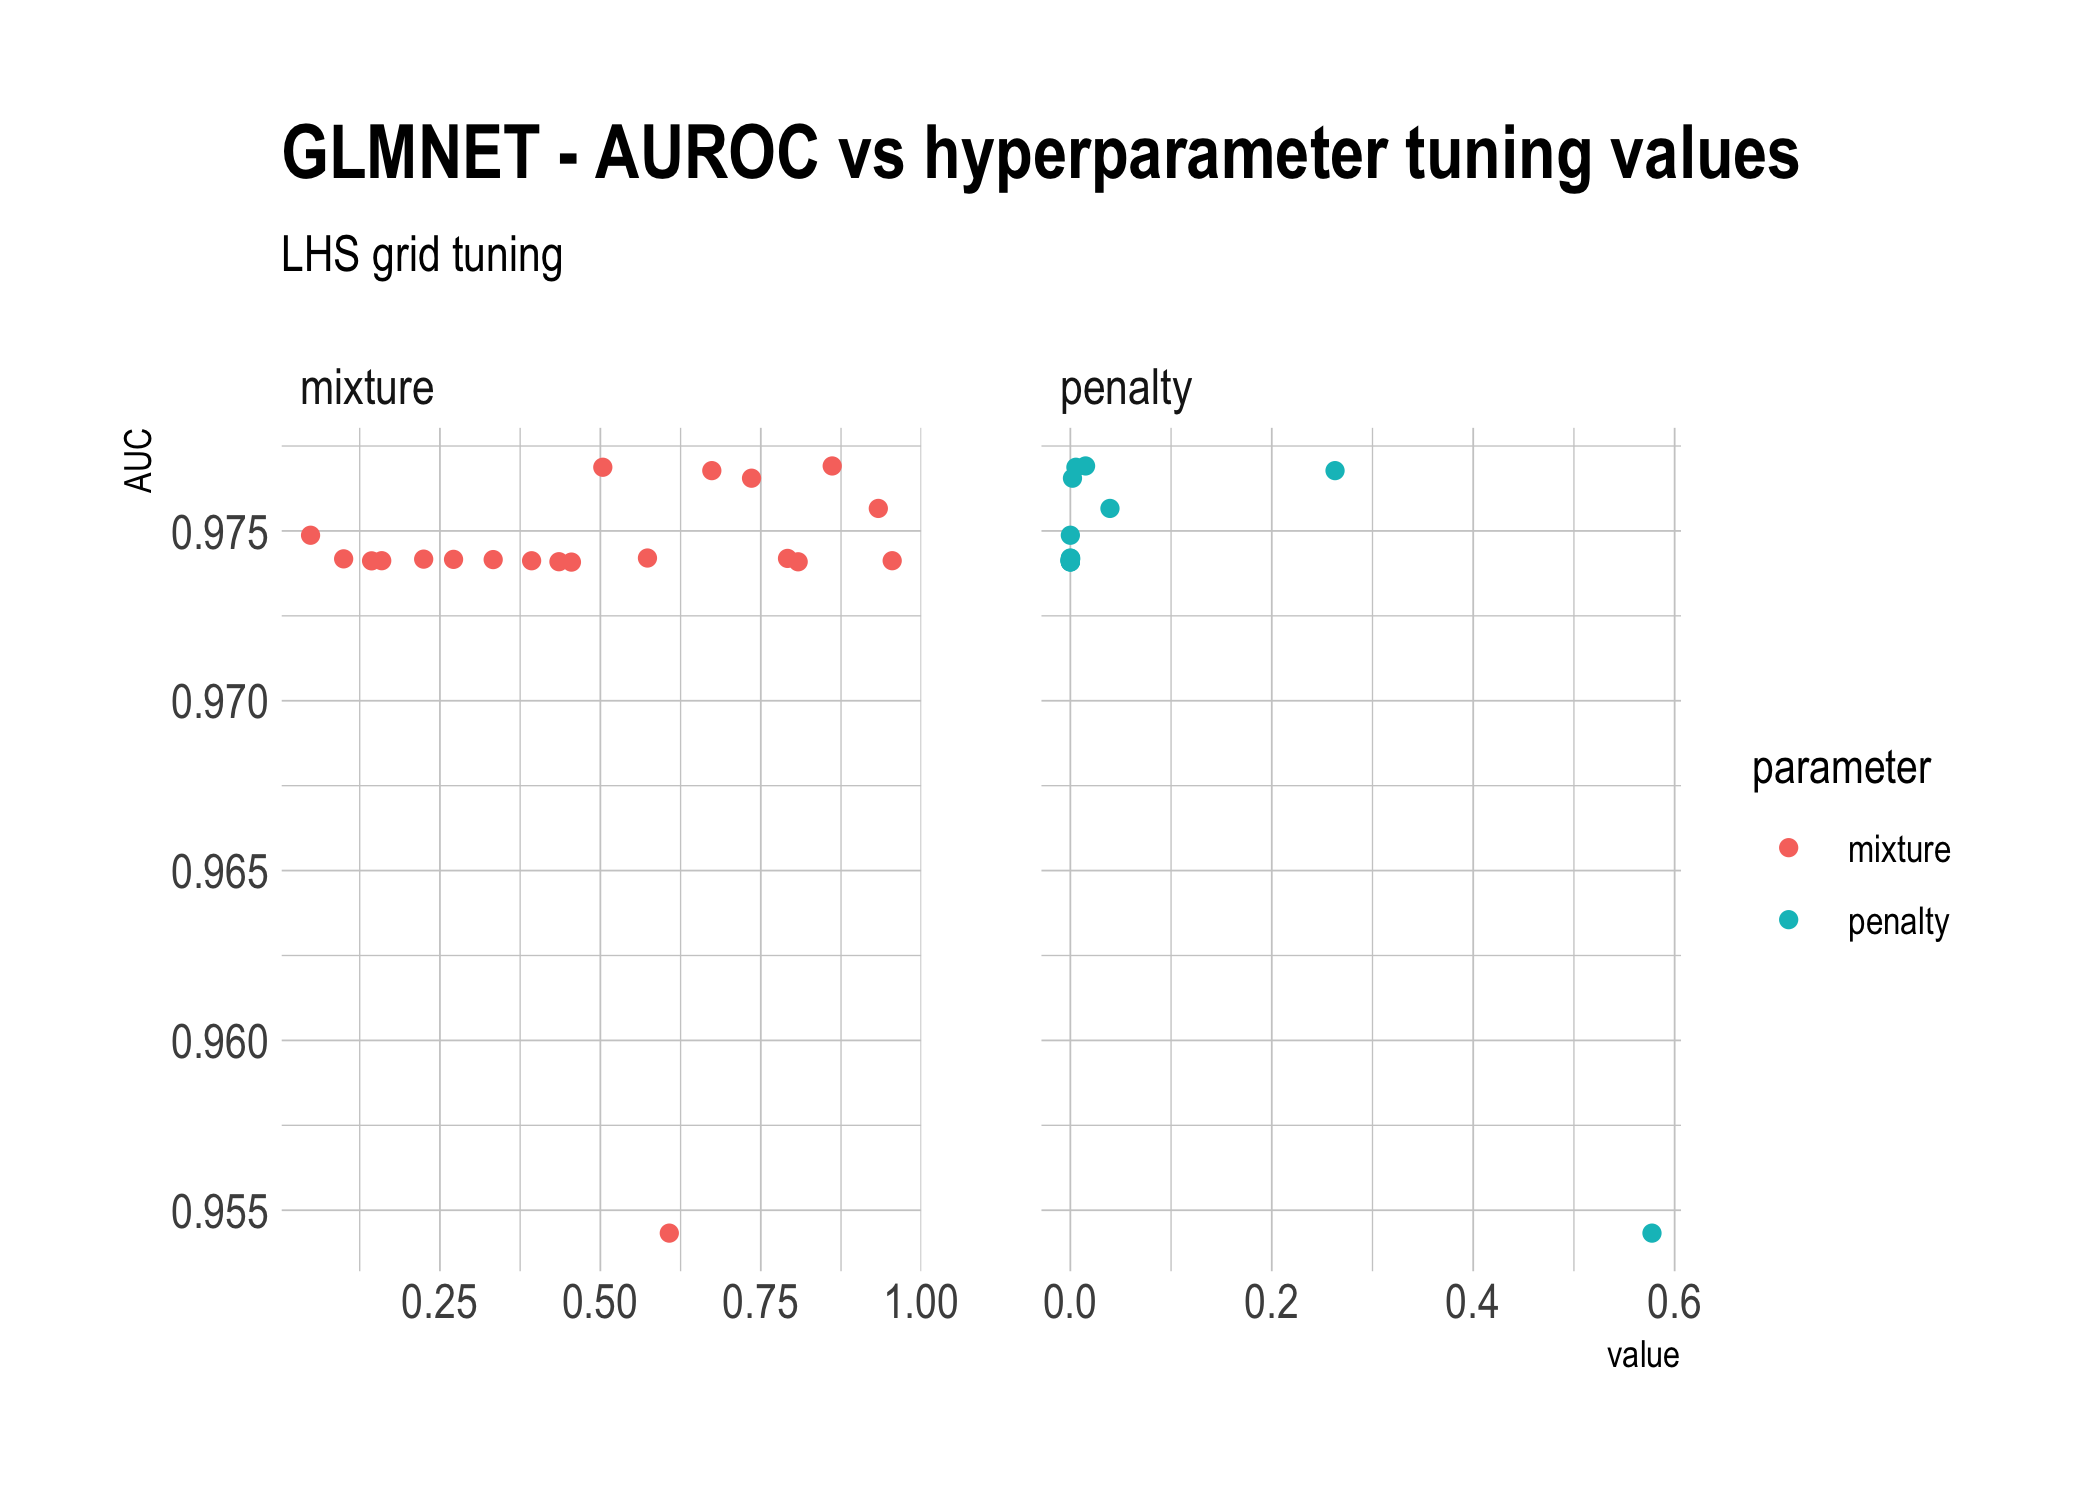 GLMNET - AUROC vs hyperparameter tuning values
LHS grid tuning
mixture
penalty
AUC
0.975
0.970
0.965
0.960
0.955
0.25 0.50 0.75 1.00 0.0 0.2 0.4 0.6
value
parameter
mixture
penalty